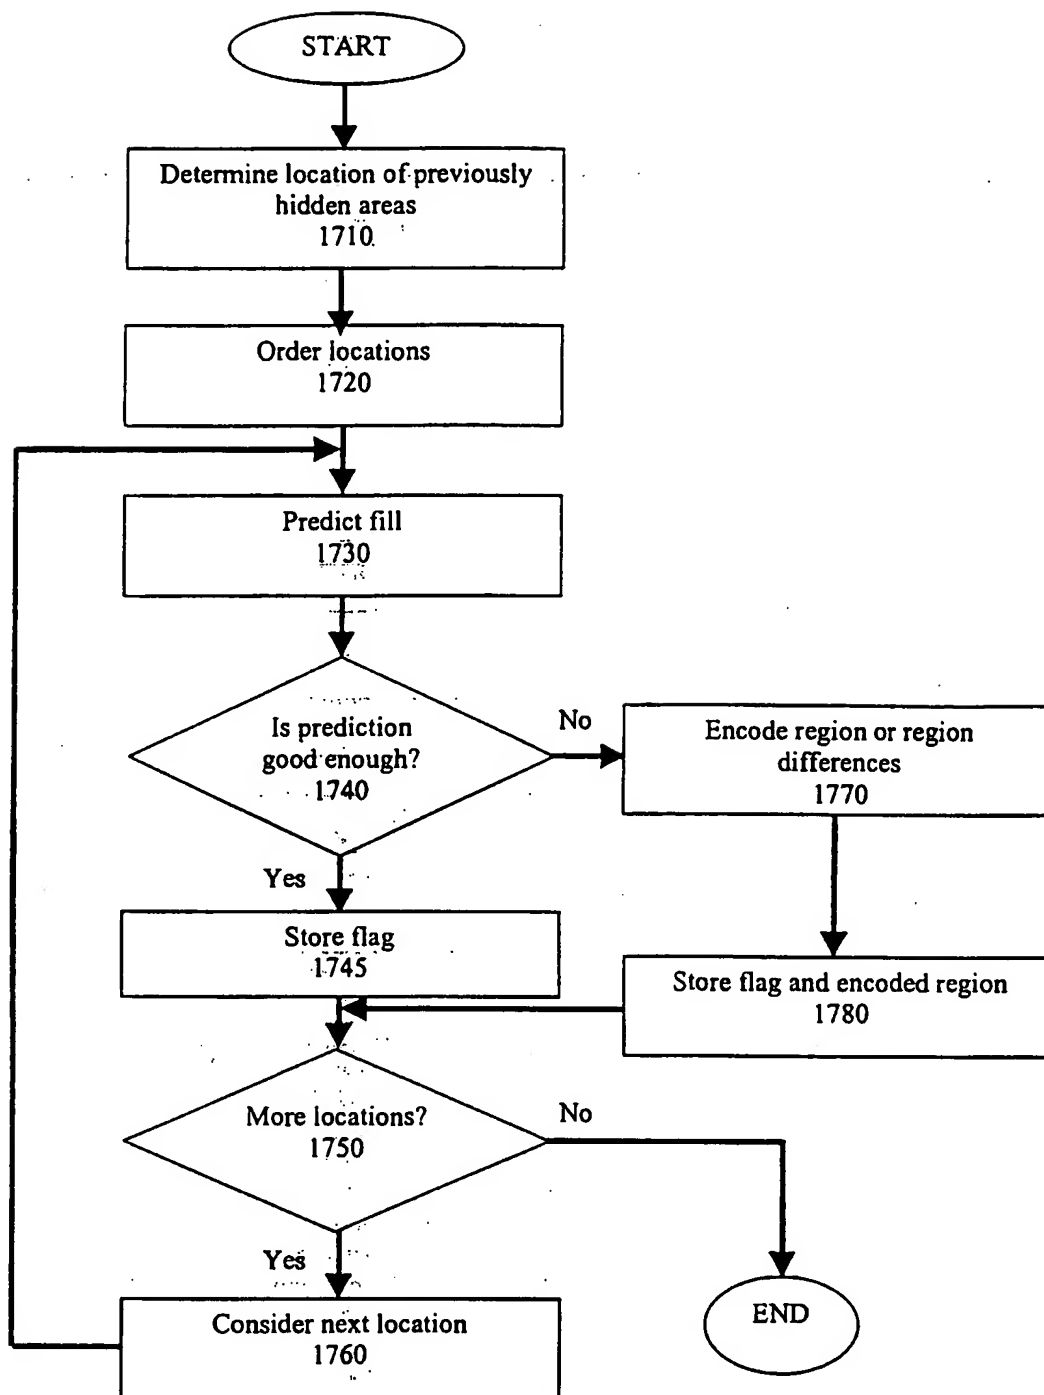 START
Determine location of previously
hidden areas
1710
Order locations
1720
Predict fill
1730
Is prediction
good enough?
1740
No
Encode region or region
differences
1770
Yes
Store flag
1745
Store flag and encoded region
1780
More locations?
1750
No
Yes
Consider next location
1760
END